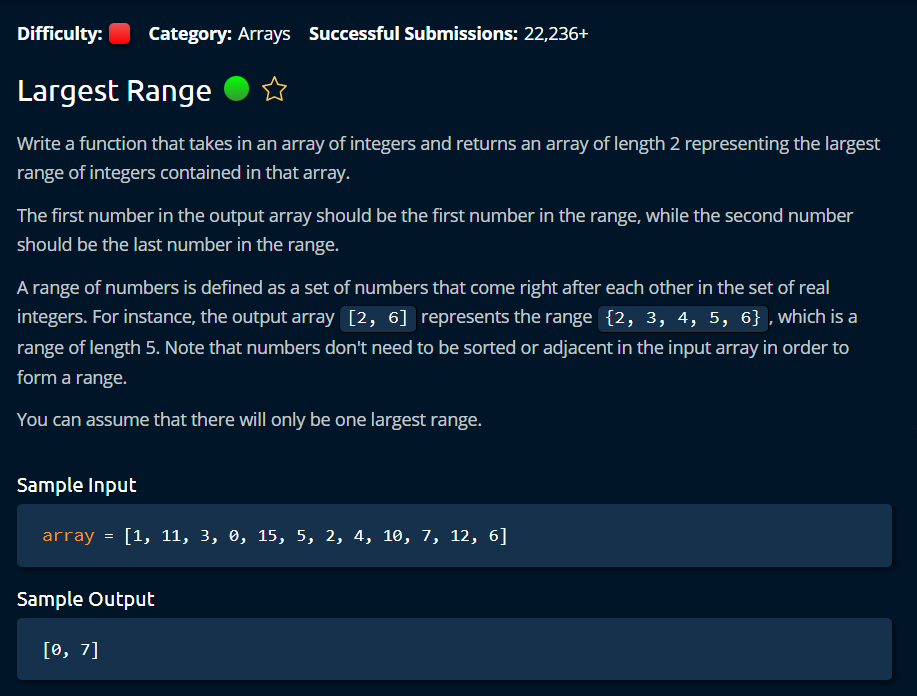 Difficulty: Category: Arrays Successful Submissions: 22,236+
Largest Range
Write a function that takes in an array of integers and returns an array of length 2 representing the largest
range of integers contained in that array.
The first number in the output array should be the first number in the range, while the second number
should be the last number in the range.
A range of numbers is defined as a set of numbers that come right after each other in the set of real
integers. For instance, the output array [2, 6] represents the range {2, 3, 4, 5, 6}, which is a
range of length 5. Note that numbers don't need to be sorted or adjacent in the input array in order to
form a range.
You can assume that there will only be one largest range.
Sample Input
array = [1, 11, 3, 0, 15, 5, 2, 4, 10, 7, 12, 6]
Sample Output
[0, 7]